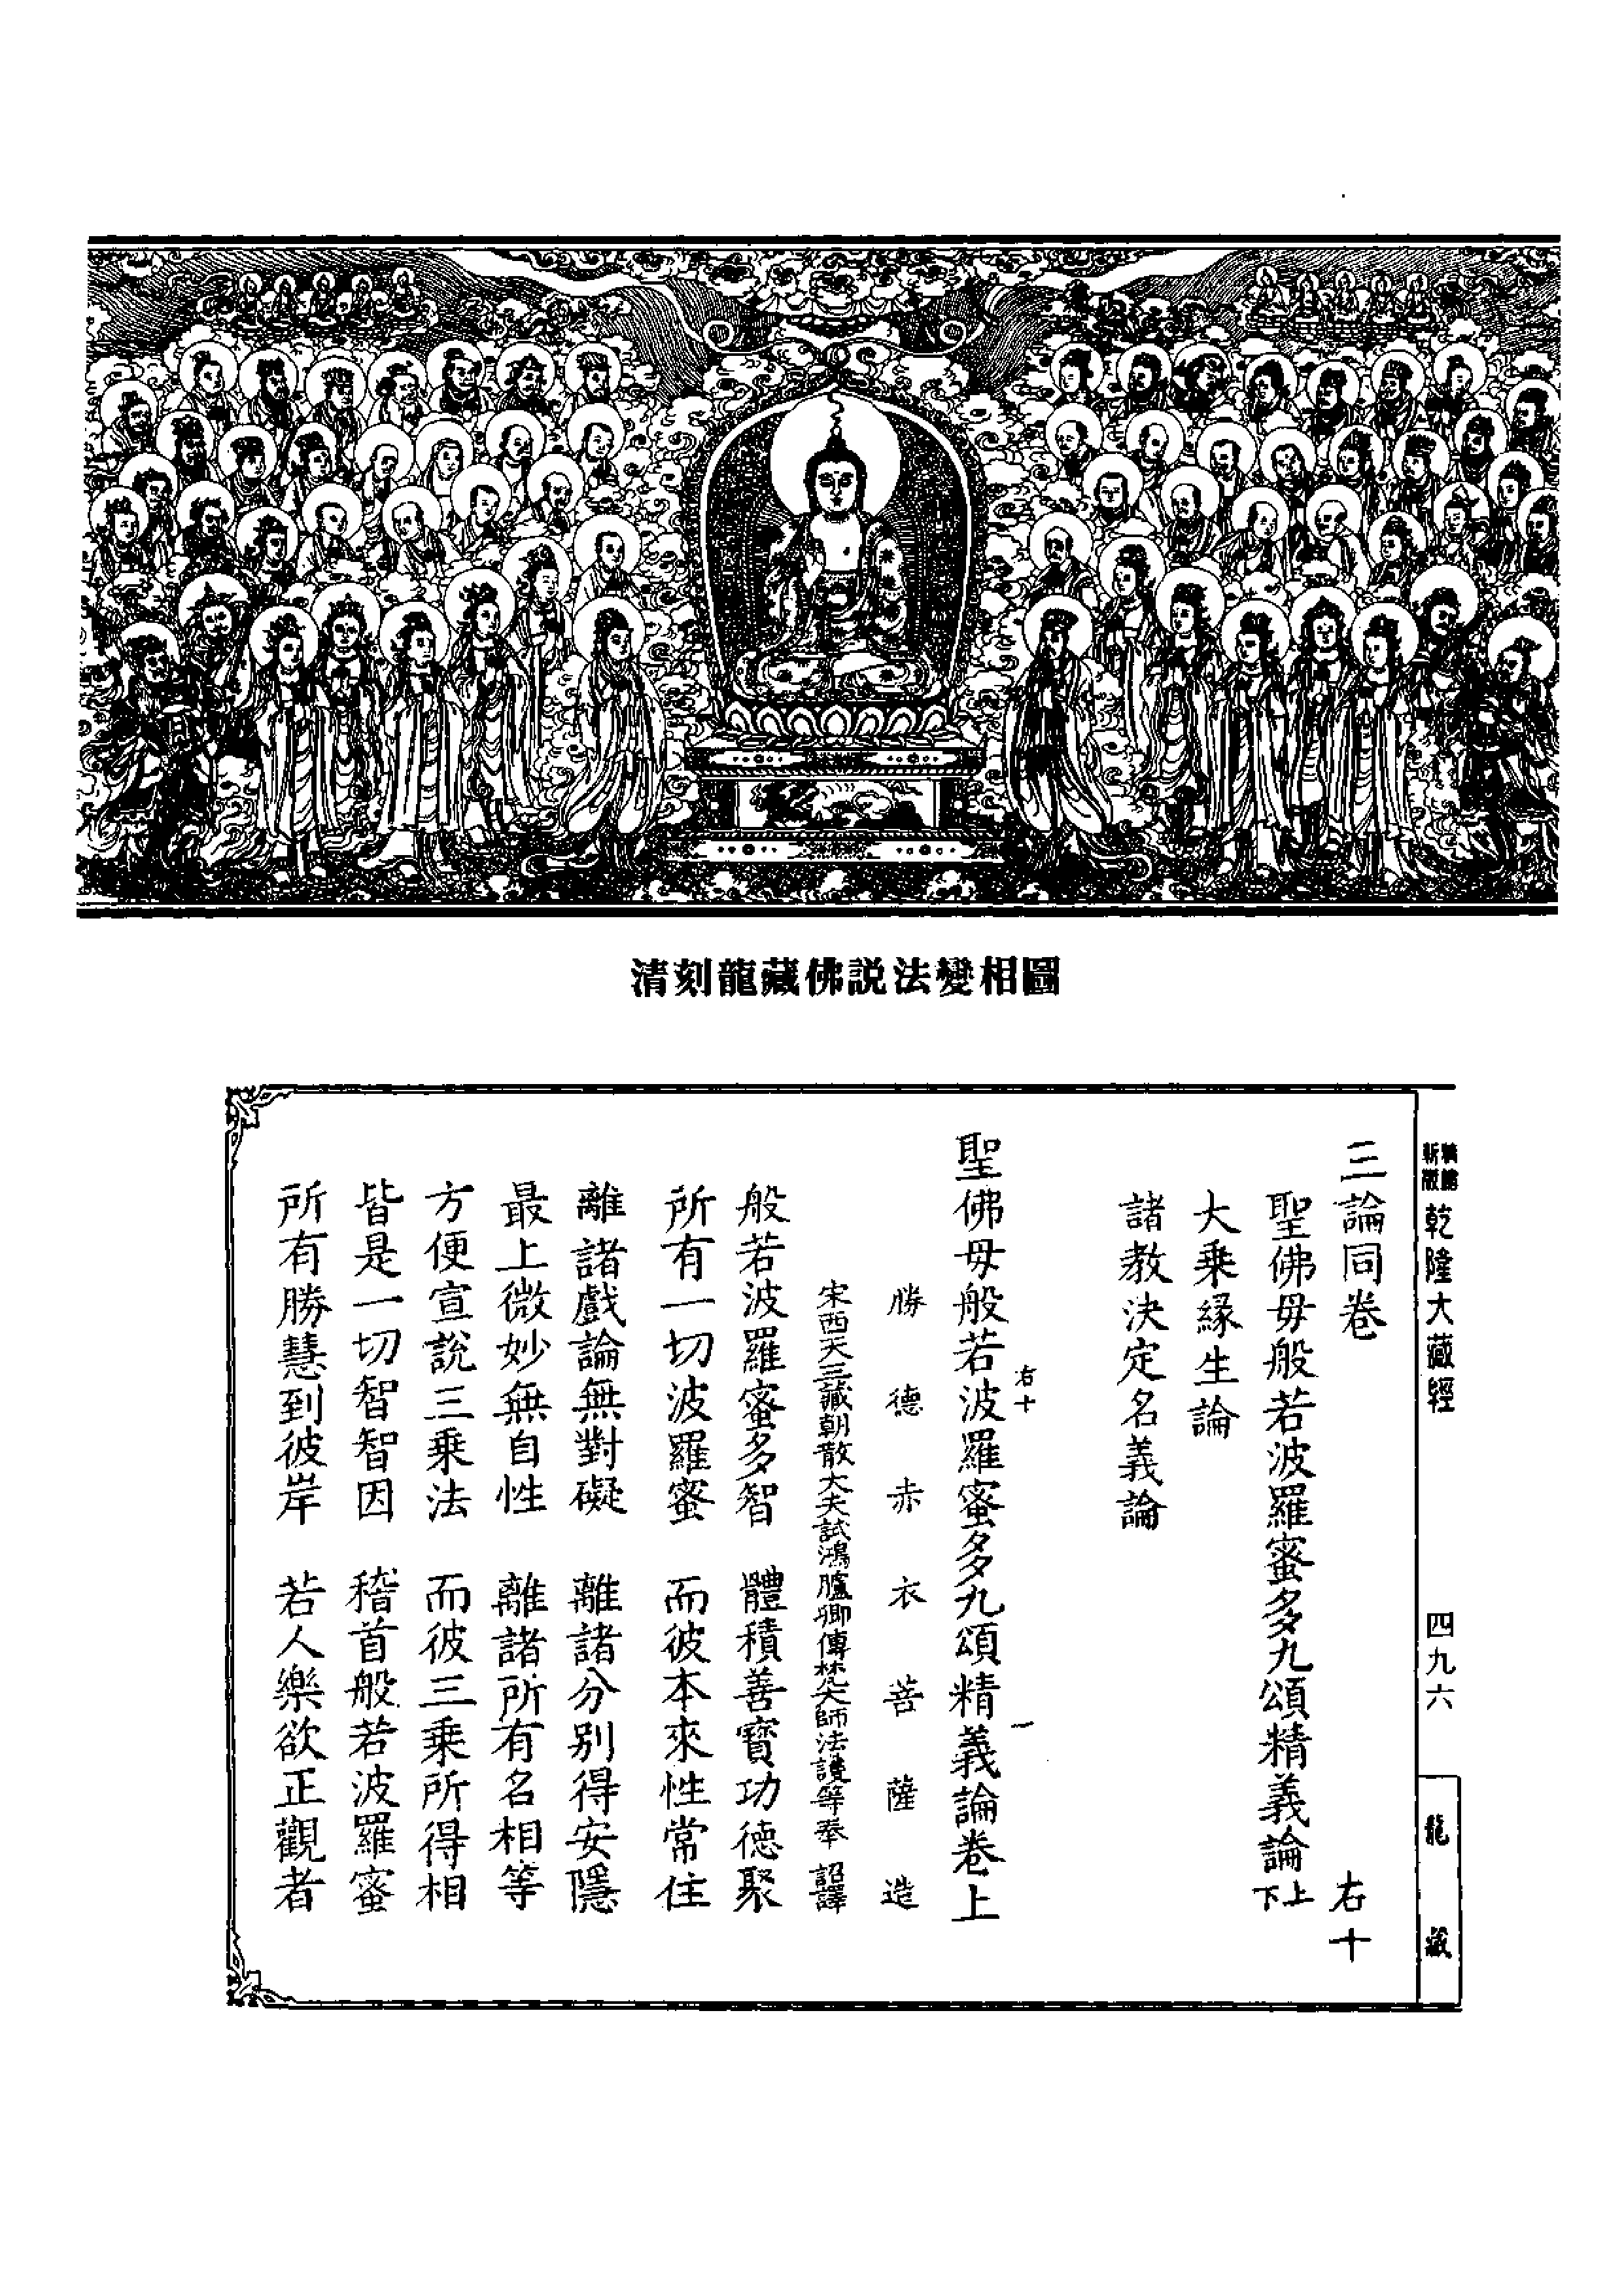 清刻龍藏佛説法變相圖
乾隆大藏經
四九六
龍藏
三論同卷 右十
聖佛母般若波羅蜜多九頌精義論上下
大乘緣生論
諸教決定名義論
右十 一
聖佛母般若波羅蜜多九頌精義論卷上
勝德赤衣菩薩造
宋西天三藏朝散大夫試鴻臚卿傳梵大師法護等奉 詔譯
般若波羅蜜多智 體積善寶功德聚
所有一切波羅蜜 而彼本來性常住
離諸戲論無對礙 離諸分別得安隱
最上微妙無自性 離諸所有名相等
方便宣說三乘法 而彼三乘所得相
皆是一切智智因 稽首般若波羅蜜
所有勝慧到彼岸 若人樂欲正觀者